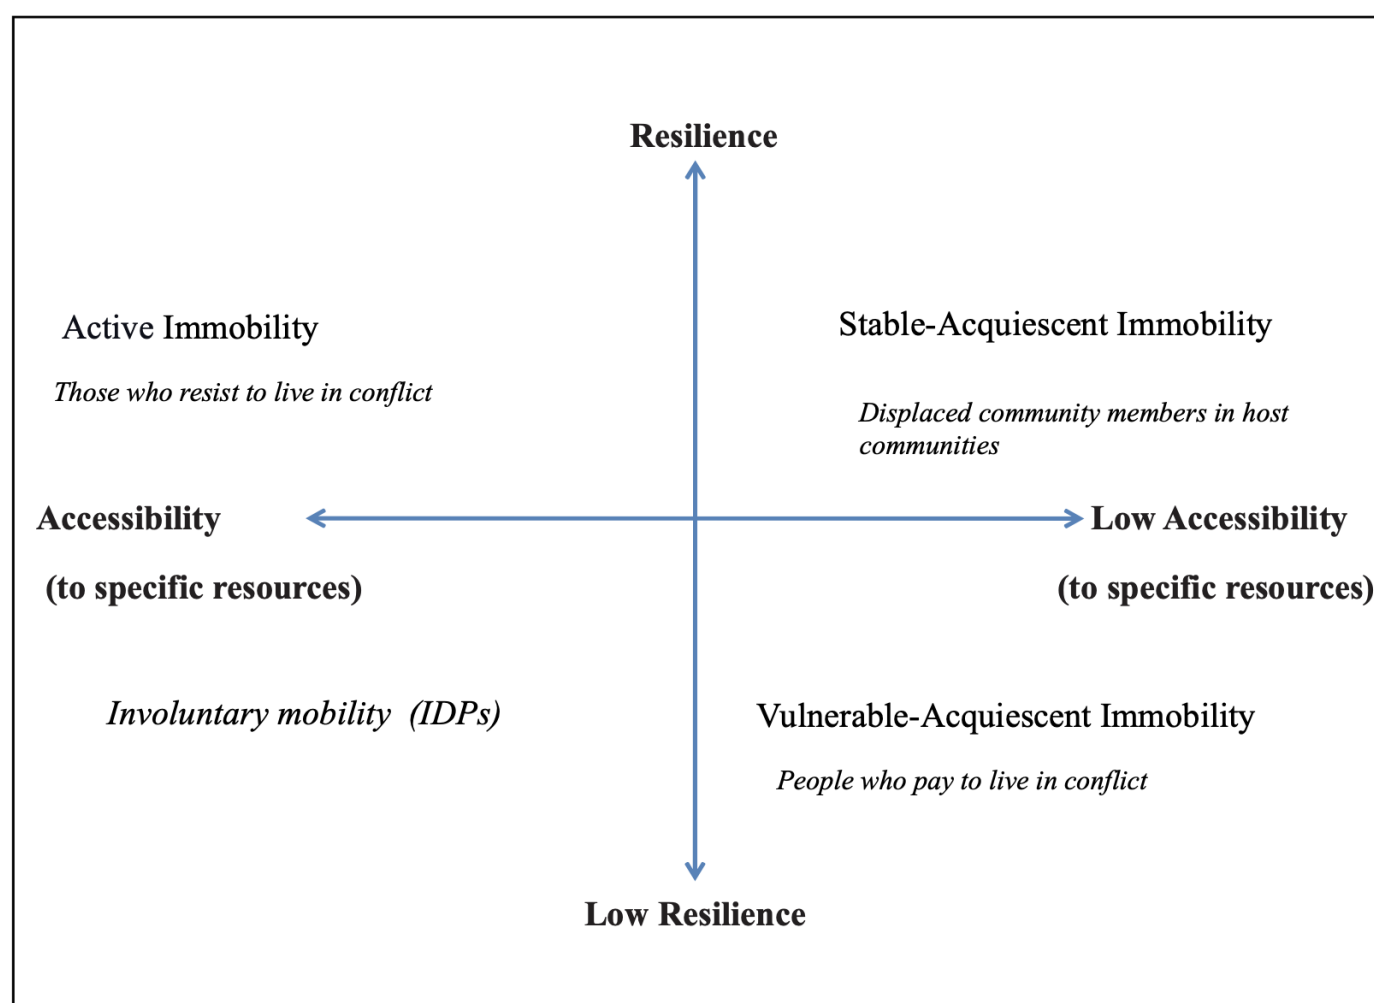 Resilience
Active Immobility
Stable-Acquiescent Immobility
Those who resist to live in conflict
Displaced community members in host
communities
Accessibility
Low Accessibility
(to specific resources)
(to specific resources)
Involuntary mobility (IDPs)
Vulnerable-Acquiescent Immobility
People who pay to live in conflict
Low Resilience